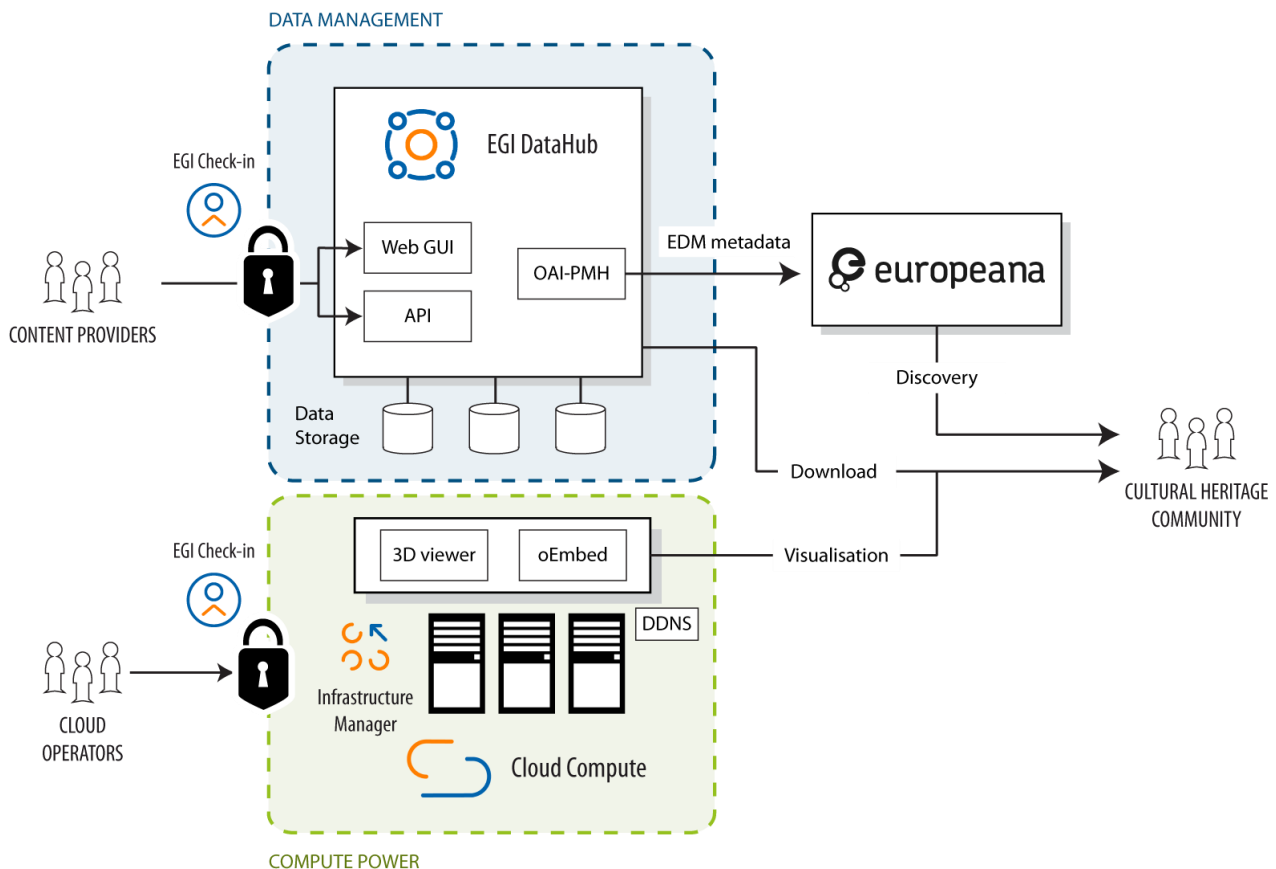 DATA MANAGEMENT
EGI DataHub
EGI Check-in
Web GUI
API
OAI-PMH
EDM metadata
europeana
CONTENT PROVIDERS
Discovery
Data
Storage
Download
CULTURAL HERITAGE
COMMUNITY
EGI Check-in
3D viewer
oEmbed
Visualisation
DDNS
Infrastructure
Manager
CLOUD
OPERATORS
Cloud Compute
COMPUTE POWER